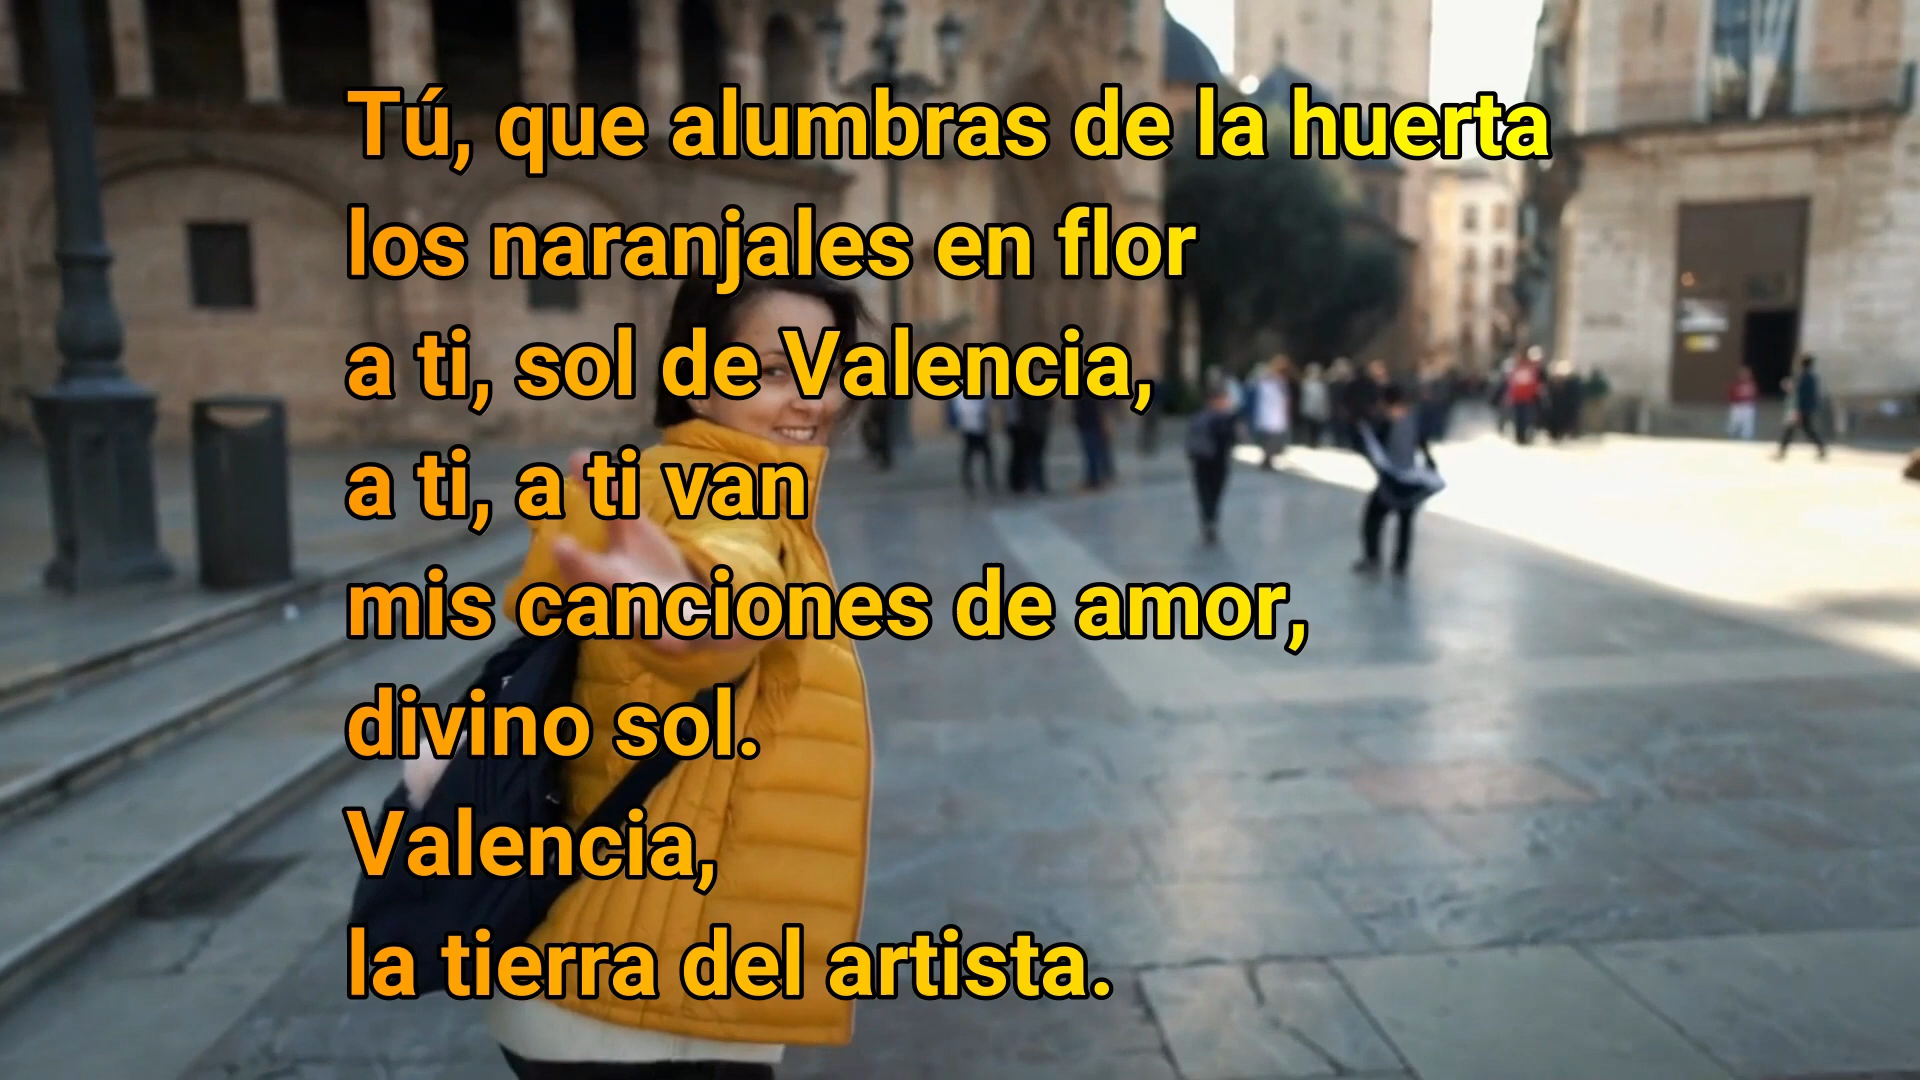 Tú, que alumbras de la huerta
los naranjales en flor
a ti, sol de Valencia,
a ti, a ti van
mis canciones de amor,
divino sol.
Valencia,
la tierra del artista.